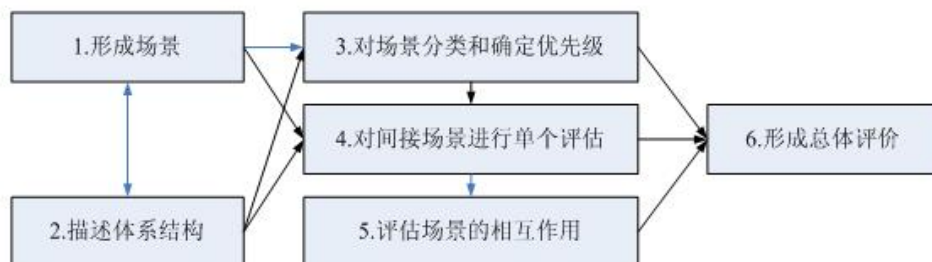 1.形成场景
3.对场景分类和确定优先级
4.对间接场景进行单个评估
6.形成总体评价
2.描述体系结构
5.评估场景的相互作用